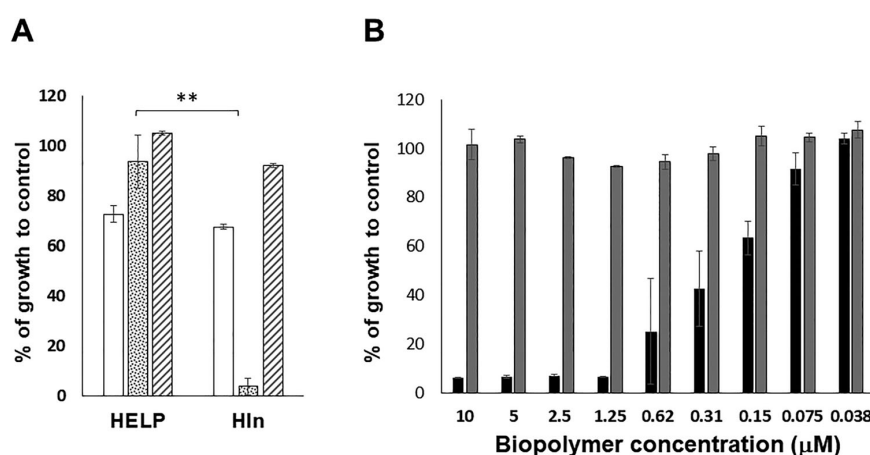 A
% of growth to control
120
100
80
60
40
20
0
**
HELP
HIn
B
% of growth to control
120
100
80
60
40
20
0
10 5 2.5 1.25 0.62 0.31 0.15 0.075 0.038
Biopolymer concentration (μM)